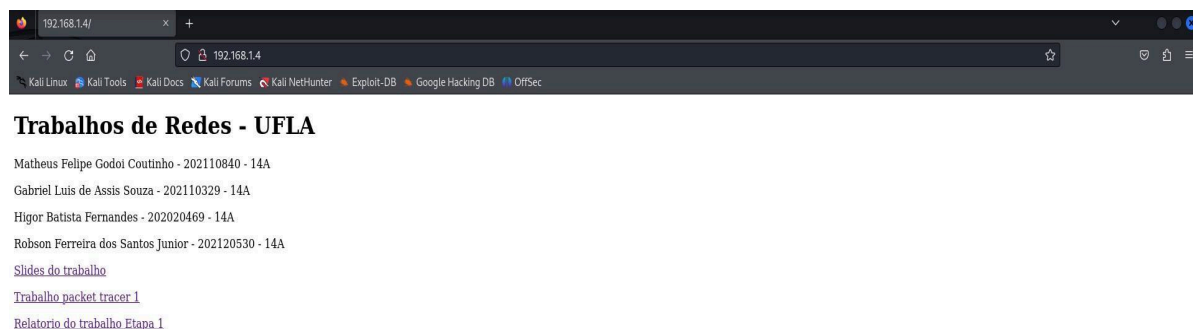 192.168.1.4/
192.168.1.4
Kali Linux Kali Tools Kali Docs Kali Forums Kali NetHunter Exploit-DB Google Hacking DB OffSec
Trabalhos de Redes - UFLA
Matheus Felipe Godoi Coutinho - 202110840 - 14A
Gabriel Luis de Assis Souza - 202110329 - 14A
Higor Batista Fernandes - 202020469 - 14A
Robson Ferreira dos Santos Junior - 202120530 - 14A
Slides do trabalho
Trabalho packet tracer 1
Relatorio do trabalho Etapa 1